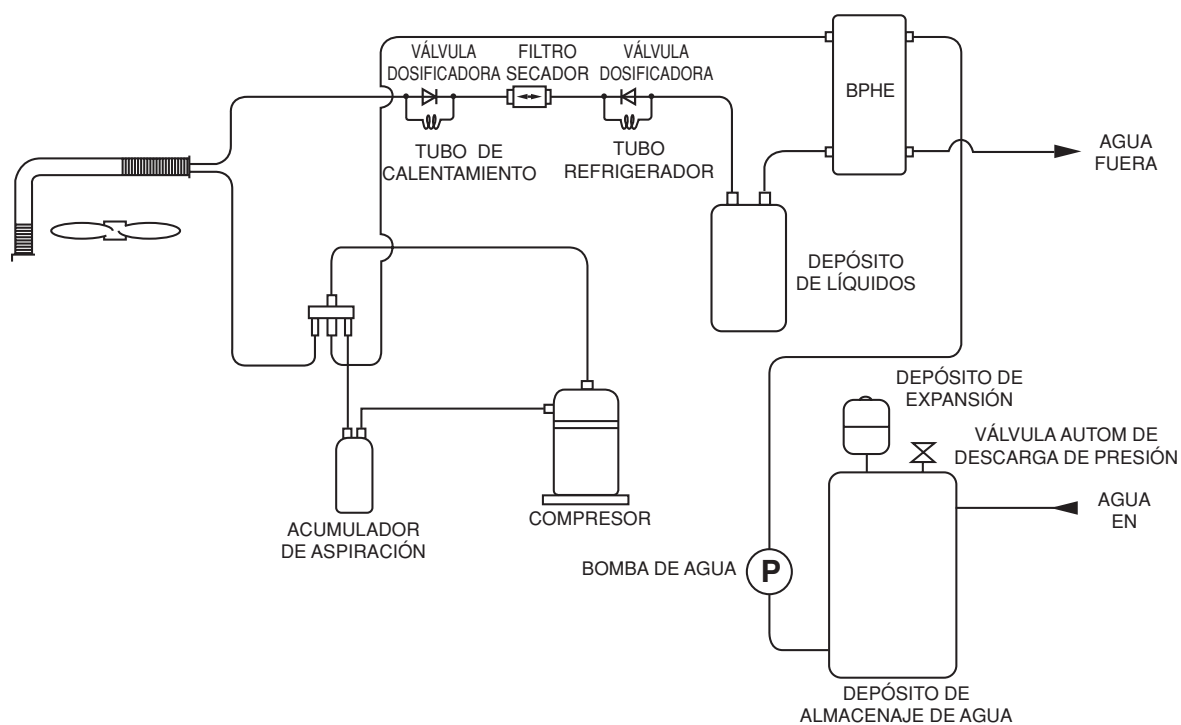 VÁLVULA
DOSIFICADORA
FILTRO
SECADOR
VÁLVULA
DOSIFICADORA
BPHE
TUBO DE
CALENTAMIENTO
TUBO
REFRIGERADOR
AGUA
FUERA
DEPÓSITO
DE LÍQUIDOS
DEPÓSITO DE
EXPANSIÓN
VÁLVULA AUTOM DE
DESCARGA DE PRESIÓN
AGUA
EN
ACUMULADOR
DE ASPIRACIÓN
COMPRESOR
BOMBA DE AGUA
P
DEPÓSITO DE
ALMACENAJE DE AGUA